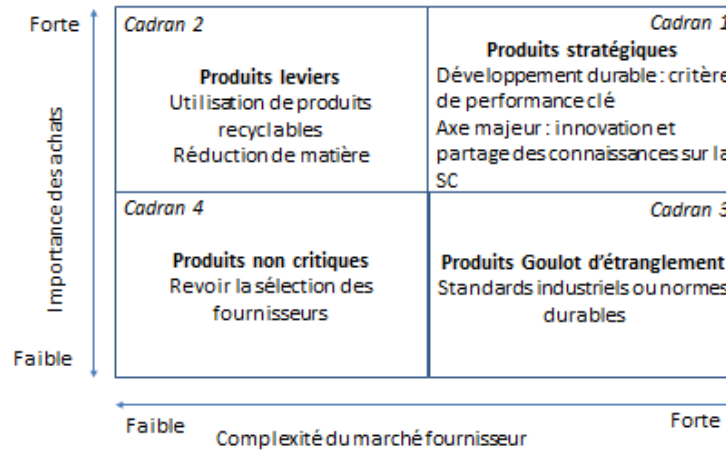 Forte
Cadran 2
Produits leviers
Utilisation de produits
recyclables
Réduction de matière
Cadran 1
Produits stratégiques
Développement durable : critère
de performance clé
Axe majeur : innovation et
partage des connaissances sur la
SC
Importance des achats
Cadran 4
Produits non critiques
Revoir la sélection des
fournisseurs
Cadran 3
Produits Goulot d'étranglement
Standards industriels ou normes
durables
Faible
Faible
Complexité du marché fournisseur
Forte